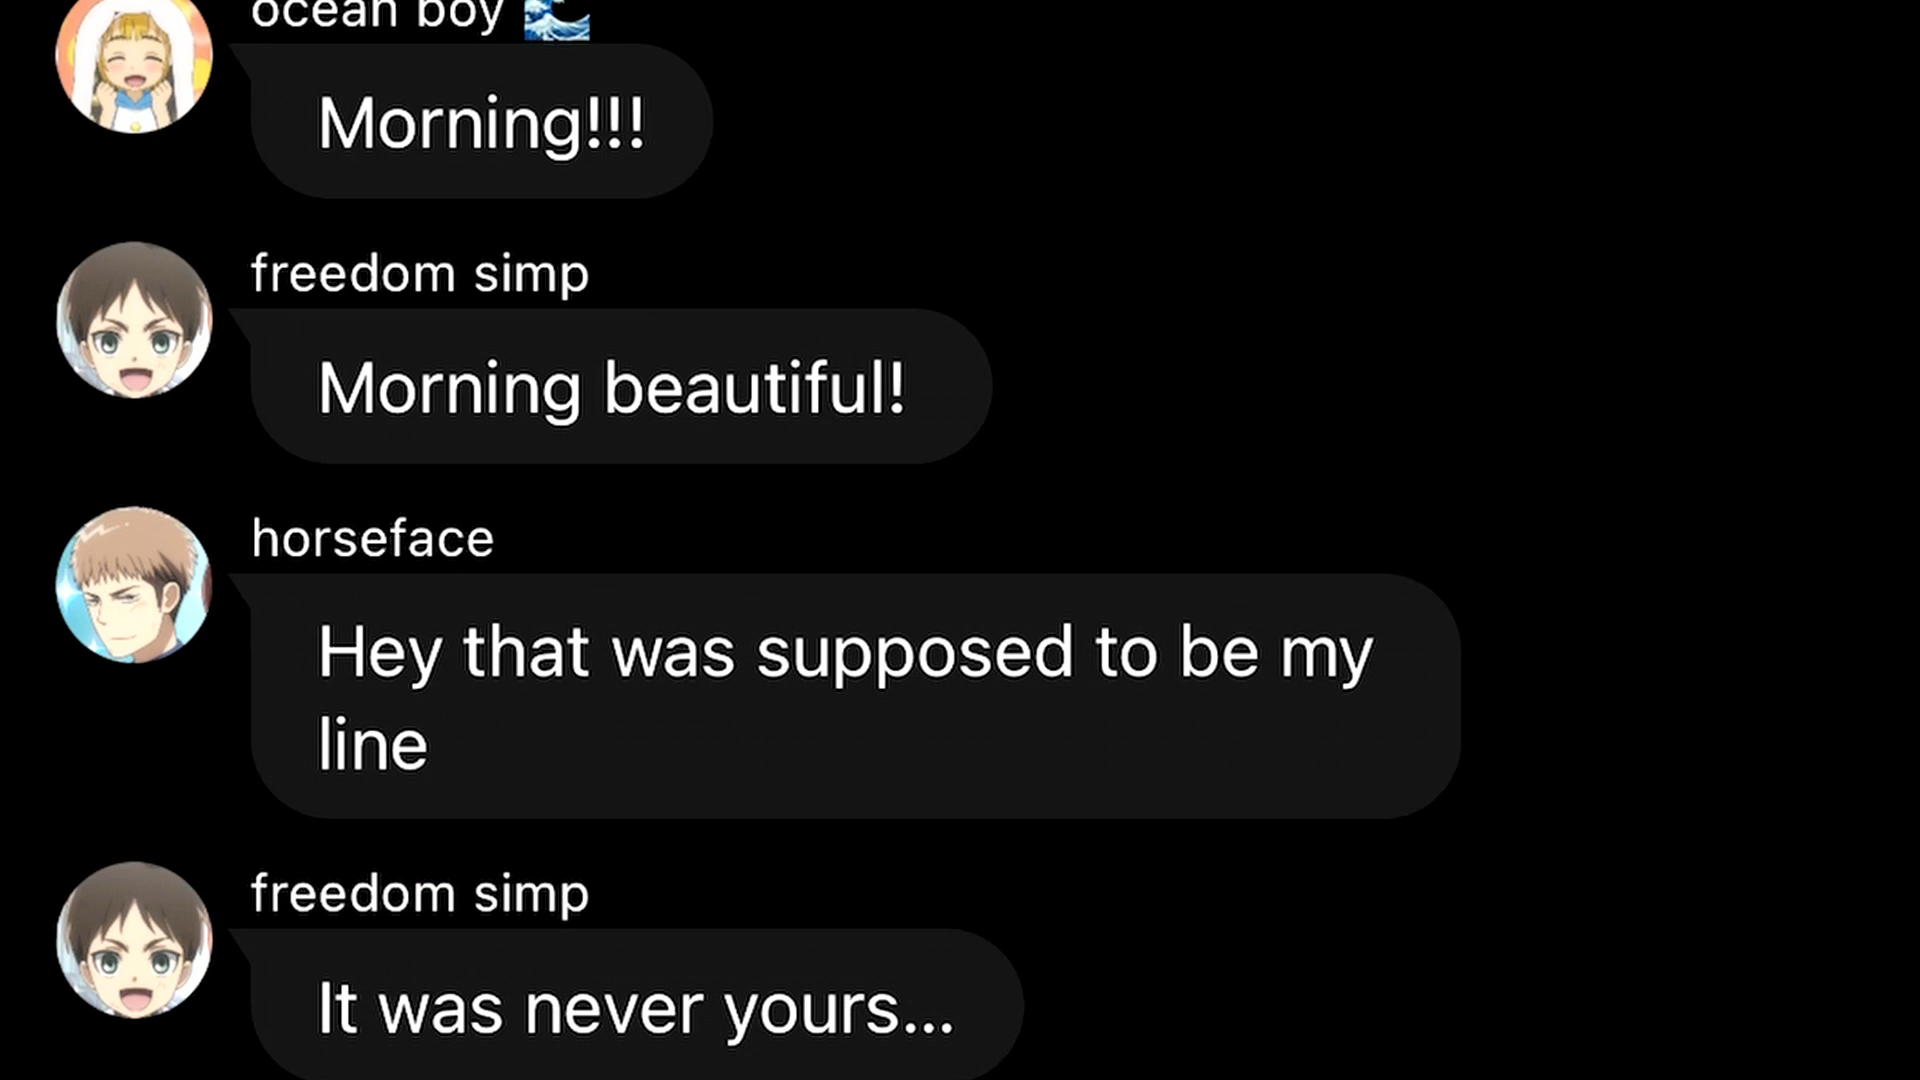 ocean boy 🌊
Morning!!!
freedom simp
Morning beautiful!
horseface
Hey that was supposed to be my
line
freedom simp
It was never yours...